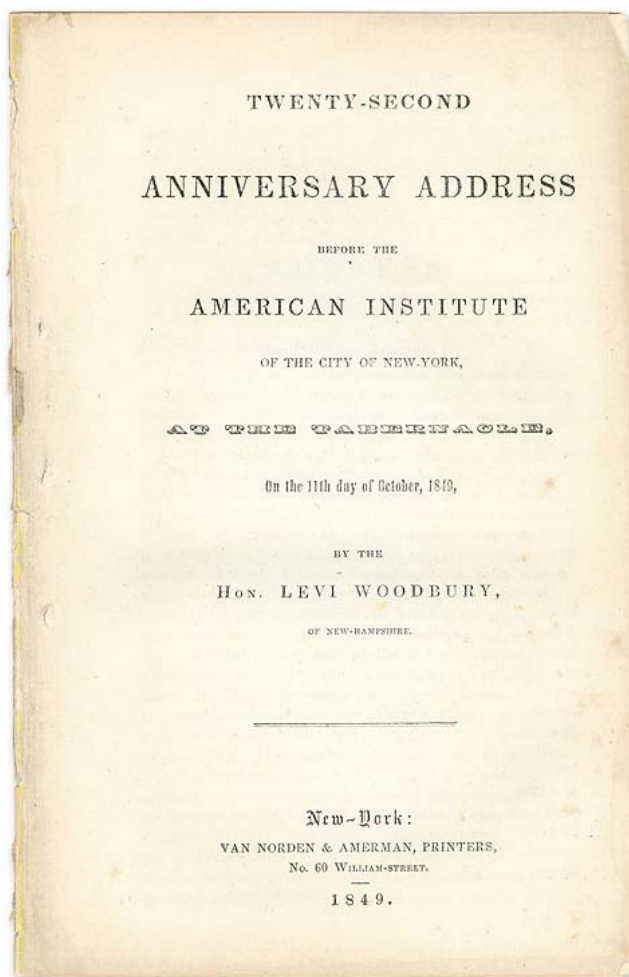 TWENTY-SECOND
ANNIVERSARY ADDRESS
BEFORE THE
AMERICAN INSTITUTE
OF THE CITY OF NEW-YORK,
AT THE TABERNACLE,
On the 11th day of October, 1849,
BY THE
Hon. LEVI WOODBURY,
OF NEW-HAMPSHIRE.
New-York:
VAN NORDEN & AMERMAN, PRINTERS,
No. 60 William-street.
1849.